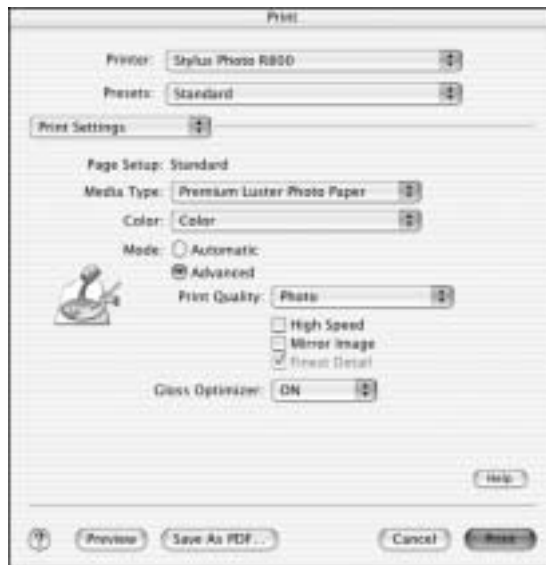 Print
Printer: Stylus Photo R800
Presets: Standard
Print Settings
Page Setup: Standard
Media Type: Premium Luster Photo Paper
Color: Color
Mode: Automatic
Advanced
Print Quality: Photo
High Speed
Mirror Image
Finest Detail
Gloss Optimizer: ON
Help
? Preview Save As PDF... Cancel Print